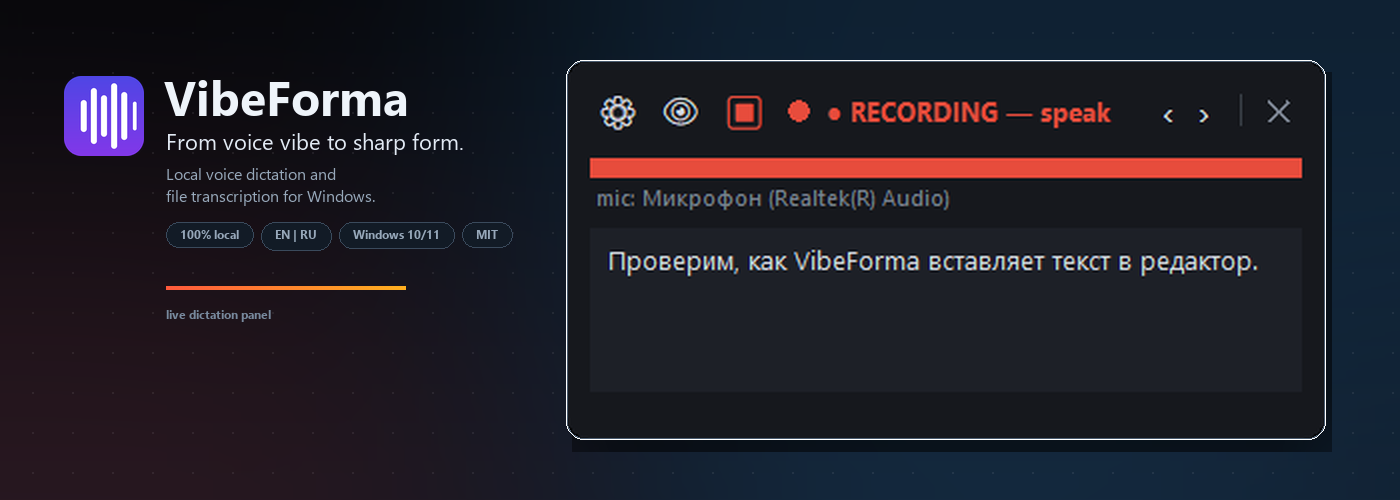 VibeForma
From voice vibe to sharp form.
Local voice dictation and
file transcription for Windows.
100% local
EN | RU
Windows 10/11
MIT
live dictation panel
● RECORDING — speak
mic: Микрофон (Realtek(R) Audio)
Проверим, как VibeForma вставляет текст в редактор.